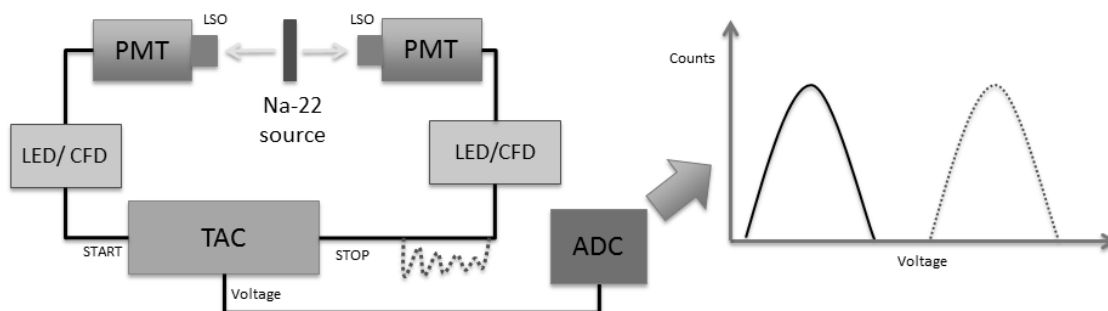 LSO
LSO
PMT
PMT
Na-22
source
LED/ CFD
LED/CFD
START
TAC
STOP
Voltage
ADC
Counts
Voltage